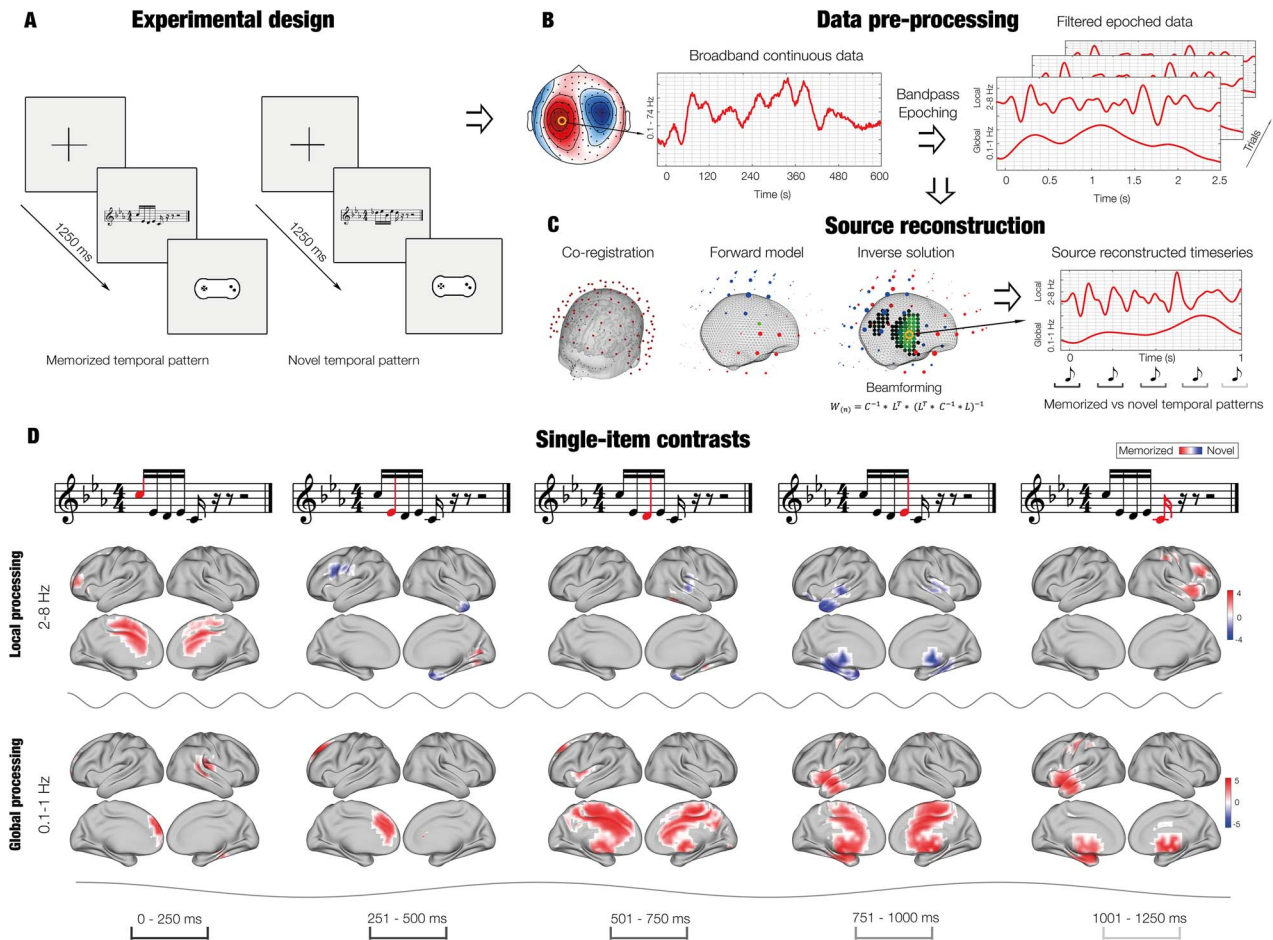 A
Experimental design
1250 ms
1250 ms
Memorized temporal pattern
Novel temporal pattern
B
Data pre-processing
Broadband continuous data
0.1 - 74 Hz
0 120 240 360 480 600
Time (s)
Bandpass
Epoching
Filtered epoched data
Local
2-8 Hz
Global
0.1-1 Hz
0 0.5 1 1.5 2 2.5
Time (s)
Trials
C
Source reconstruction
Co-registration
Forward model
Inverse solution
Beamforming
W(n) = C⁻¹ * Lᵀ * (Lᵀ * C⁻¹ * L)⁻¹
Source reconstructed timeseries
Local
2-8 Hz
Global
0.1-1 Hz
0 Time (s) 1
Memorized vs novel temporal patterns
D
Single-item contrasts
Memorized Novel
Local processing
2-8 Hz
4
0
-4
Global processing
0.1-1 Hz
5
0
-5
0 - 250 ms
251 - 500 ms
501 - 750 ms
751 - 1000 ms
1001 - 1250 ms